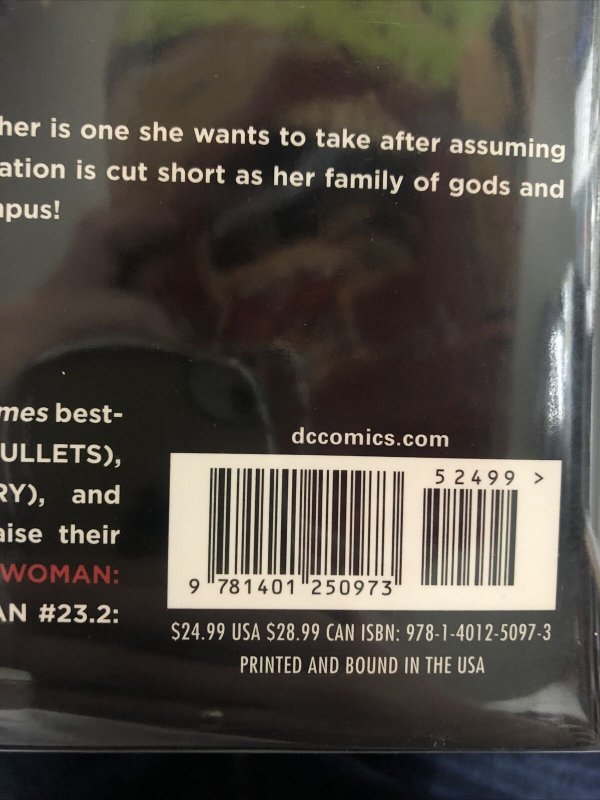 her is one she wants to take after assuming
ation is cut short as her family of gods and
pus!
mes best-
ULLETS),
RY), and
aise their
WOMAN:
AN #23.2:
dccomics.com
52499 >
9 781401 250973
$24.99 USA $28.99 CAN ISBN: 978-1-4012-5097-3
PRINTED AND BOUND IN THE USA